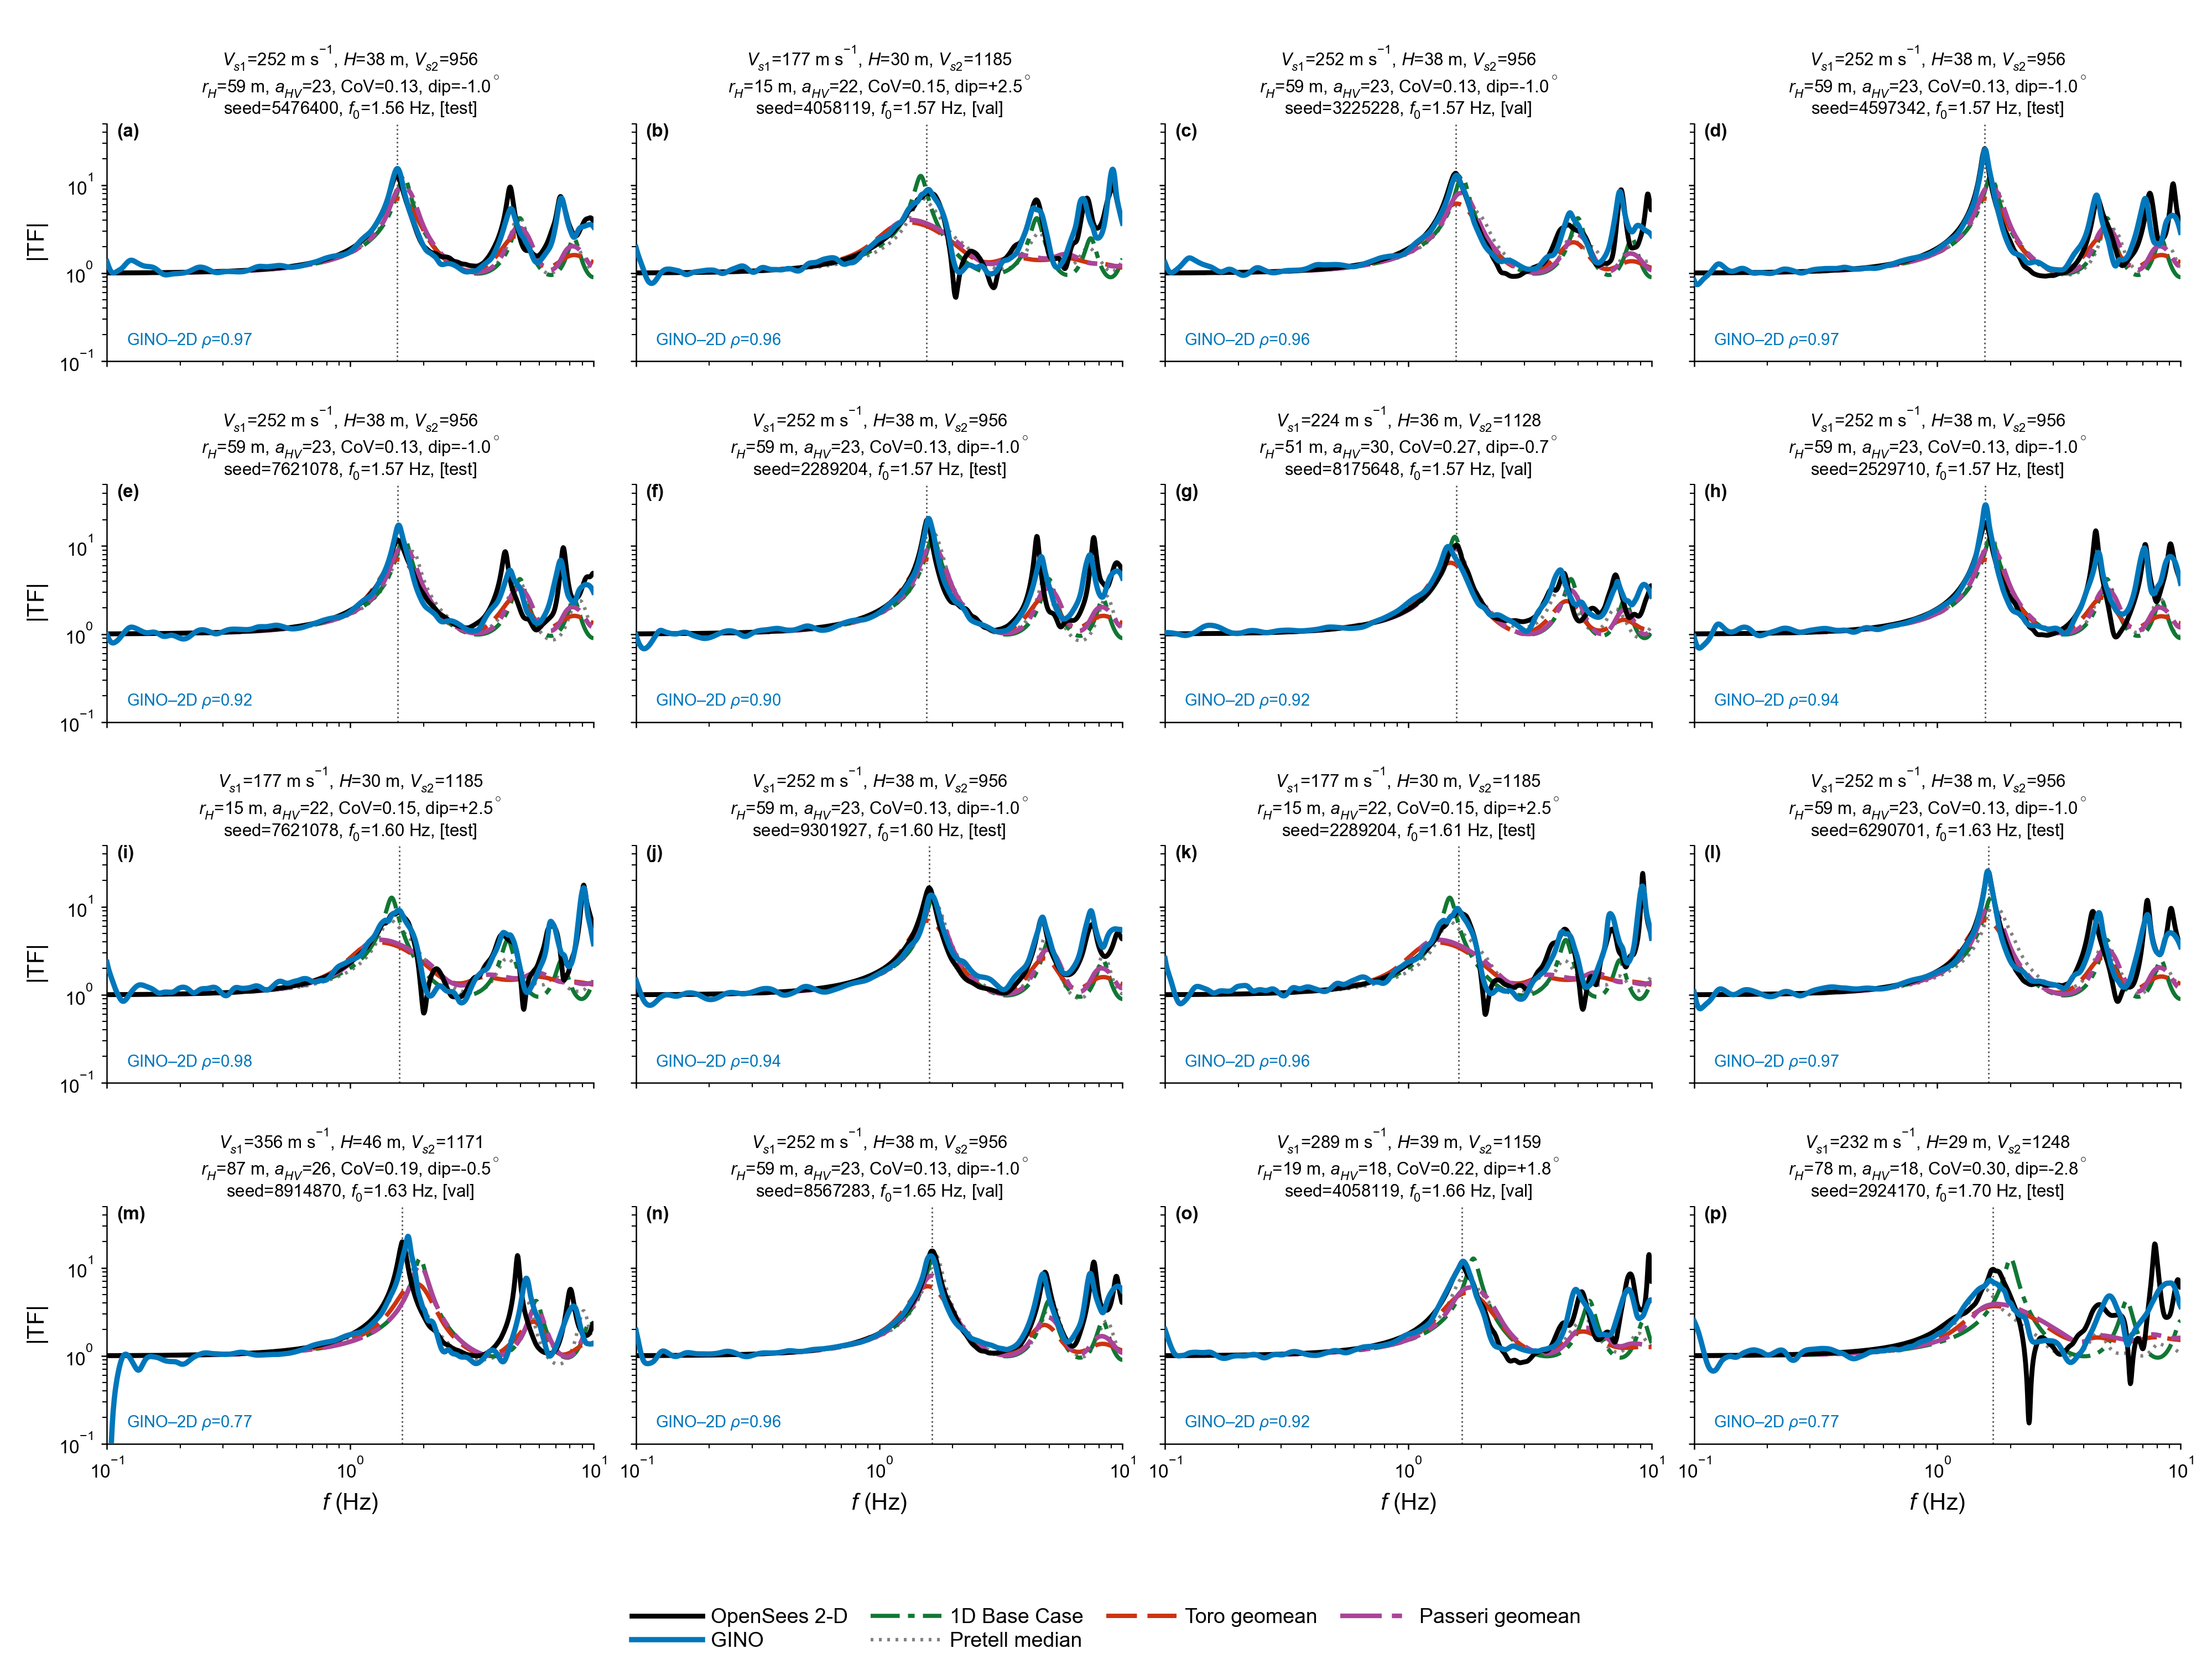 Vs1=252 m s−1, H=38 m, Vs2=956
rH=59 m, aHV=23, CoV=0.13, dip=-1.0°
seed=5476400, f0=1.56 Hz, [test]
Vs1=177 m s−1, H=30 m, Vs2=1185
rH=15 m, aHV=22, CoV=0.15, dip=+2.5°
seed=4058119, f0=1.57 Hz, [val]
Vs1=252 m s−1, H=38 m, Vs2=956
rH=59 m, aHV=23, CoV=0.13, dip=-1.0°
seed=3225228, f0=1.57 Hz, [val]
Vs1=252 m s−1, H=38 m, Vs2=956
rH=59 m, aHV=23, CoV=0.13, dip=-1.0°
seed=4597342, f0=1.57 Hz, [test]
(a) (b) (c) (d)
|TF|
10^1
10^0
10^−1
GINO–2D ρ=0.97
GINO–2D ρ=0.96
GINO–2D ρ=0.96
GINO–2D ρ=0.97
Vs1=252 m s−1, H=38 m, Vs2=956
rH=59 m, aHV=23, CoV=0.13, dip=-1.0°
seed=7621078, f0=1.57 Hz, [test]
Vs1=252 m s−1, H=38 m, Vs2=956
rH=59 m, aHV=23, CoV=0.13, dip=-1.0°
seed=2289204, f0=1.57 Hz, [test]
Vs1=224 m s−1, H=36 m, Vs2=1128
rH=51 m, aHV=30, CoV=0.27, dip=-0.7°
seed=8175648, f0=1.57 Hz, [val]
Vs1=252 m s−1, H=38 m, Vs2=956
rH=59 m, aHV=23, CoV=0.13, dip=-1.0°
seed=2529710, f0=1.57 Hz, [test]
(e) (f) (g) (h)
|TF|
10^1
10^0
10^−1
GINO–2D ρ=0.92
GINO–2D ρ=0.90
GINO–2D ρ=0.92
GINO–2D ρ=0.94
Vs1=177 m s−1, H=30 m, Vs2=1185
rH=15 m, aHV=22, CoV=0.15, dip=+2.5°
seed=7621078, f0=1.60 Hz, [test]
Vs1=252 m s−1, H=38 m, Vs2=956
rH=59 m, aHV=23, CoV=0.13, dip=-1.0°
seed=9301927, f0=1.60 Hz, [test]
Vs1=177 m s−1, H=30 m, Vs2=1185
rH=15 m, aHV=22, CoV=0.15, dip=+2.5°
seed=2289204, f0=1.61 Hz, [test]
Vs1=252 m s−1, H=38 m, Vs2=956
rH=59 m, aHV=23, CoV=0.13, dip=-1.0°
seed=6290701, f0=1.63 Hz, [test]
(i) (j) (k) (l)
|TF|
10^1
10^0
10^−1
GINO–2D ρ=0.98
GINO–2D ρ=0.94
GINO–2D ρ=0.96
GINO–2D ρ=0.97
Vs1=356 m s−1, H=46 m, Vs2=1171
rH=87 m, aHV=26, CoV=0.19, dip=-0.5°
seed=8914870, f0=1.63 Hz, [val]
Vs1=252 m s−1, H=38 m, Vs2=956
rH=59 m, aHV=23, CoV=0.13, dip=-1.0°
seed=8567283, f0=1.65 Hz, [val]
Vs1=289 m s−1, H=39 m, Vs2=1159
rH=19 m, aHV=18, CoV=0.22, dip=+1.8°
seed=4058119, f0=1.66 Hz, [val]
Vs1=232 m s−1, H=29 m, Vs2=1248
rH=78 m, aHV=18, CoV=0.30, dip=-2.8°
seed=2924170, f0=1.70 Hz, [test]
(m) (n) (o) (p)
|TF|
10^1
10^0
10^−1
GINO–2D ρ=0.77
GINO–2D ρ=0.96
GINO–2D ρ=0.92
GINO–2D ρ=0.77
10^−1 10^0 10^1
10^−1 10^0 10^1
10^−1 10^0 10^1
10^−1 10^0 10^1
f (Hz)
f (Hz)
f (Hz)
f (Hz)
OpenSees 2-D 1D Base Case Toro geomean Passeri geomean
GINO Pretell median